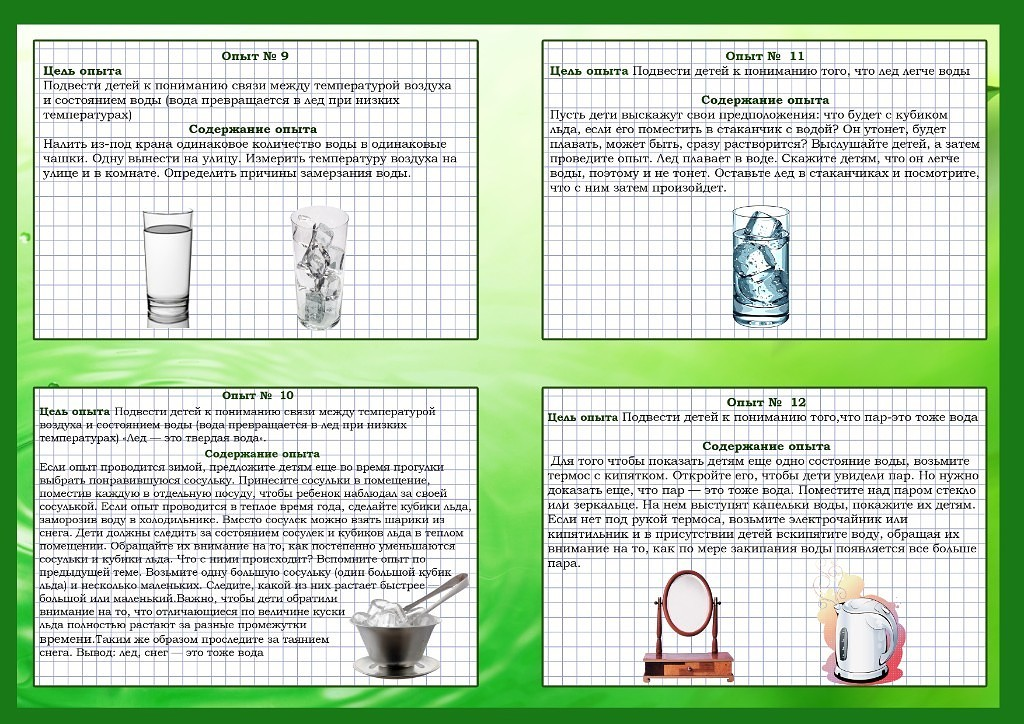 Опыт № 9
Цель опыта
Подвести детей к пониманию связи между температурой воздуха
и состоянием воды (вода превращается в лед при низких
температурах)
Содержание опыта
Налить из-под крана одинаковое количество воды в одинаковые
чашки. Одну вынести на улицу. Измерить температуру воздуха на
улице и в комнате. Определить причины замерзания воды.
Опыт № 11
Цель опыта Подвести детей к пониманию того, что лед легче воды
Содержание опыта
Пусть дети выскажут свои предположения: что будет с кубиком
льда, если его поместить в стаканчик с водой? Он утонет, будет
плавать, может быть, сразу растворится? Выслушайте детей, а затем
проведите опыт. Лед плавает в воде. Скажите детям, что он легче
воды, поэтому и не тонет. Оставьте лед в стаканчиках и посмотрите,
что с ним затем произойдет.
Опыт № 10
Цель опыта Подвести детей к пониманию связи между температурой
воздуха и состоянием воды (вода превращается в лед при низких
температурах) «Лед — это твердая вода».
Содержание опыта
Если опыт проводится зимой, предложите детям еще во время прогулки
выбрать понравившуюся сосульку. Принесите сосульки в помещение,
поместив каждую в отдельную посуду, чтобы ребенок наблюдал за своей
сосулькой. Если опыт проводится в теплое время года, сделайте кубики льда,
заморозив воду в холодильнике. Вместо сосулек можно взять шарики из
снега. Дети должны следить за состоянием сосулек и кубиков льда в теплом
помещении. Обращайте их внимание на то, как постепенно уменьшаются
сосульки и кубики льда. Что с ними происходит? Вспомните опыт по
предыдущей теме. Возьмите одну большую сосульку (один большой кубик
льда) и несколько маленьких. Следите, какой из них растает быстрее —
большой или маленький.Важно, чтобы дети обратили
внимание на то, что отличающиеся по величине куски
льда полностью растают за разные промежутки
времени.Таким же образом проследите за таянием
снега. Вывод: лед, снег — это тоже вода
Опыт № 12
Цель опыта Подвести детей к пониманию того,что пар-это тоже вода
Содержание опыта
Для того чтобы показать детям еще одно состояние воды, возьмите
термос с кипятком. Откройте его, чтобы дети увидели пар. Но нужно
доказать еще, что пар — это тоже вода. Поместите над паром стекло
или зеркальце. На нем выступят капельки воды, покажите их детям.
Если нет под рукой термоса, возьмите электрочайник или
кипятильник и в присутствии детей вскипятите воду, обращая их
внимание на то, как по мере закипания воды появляется все больше
пара.